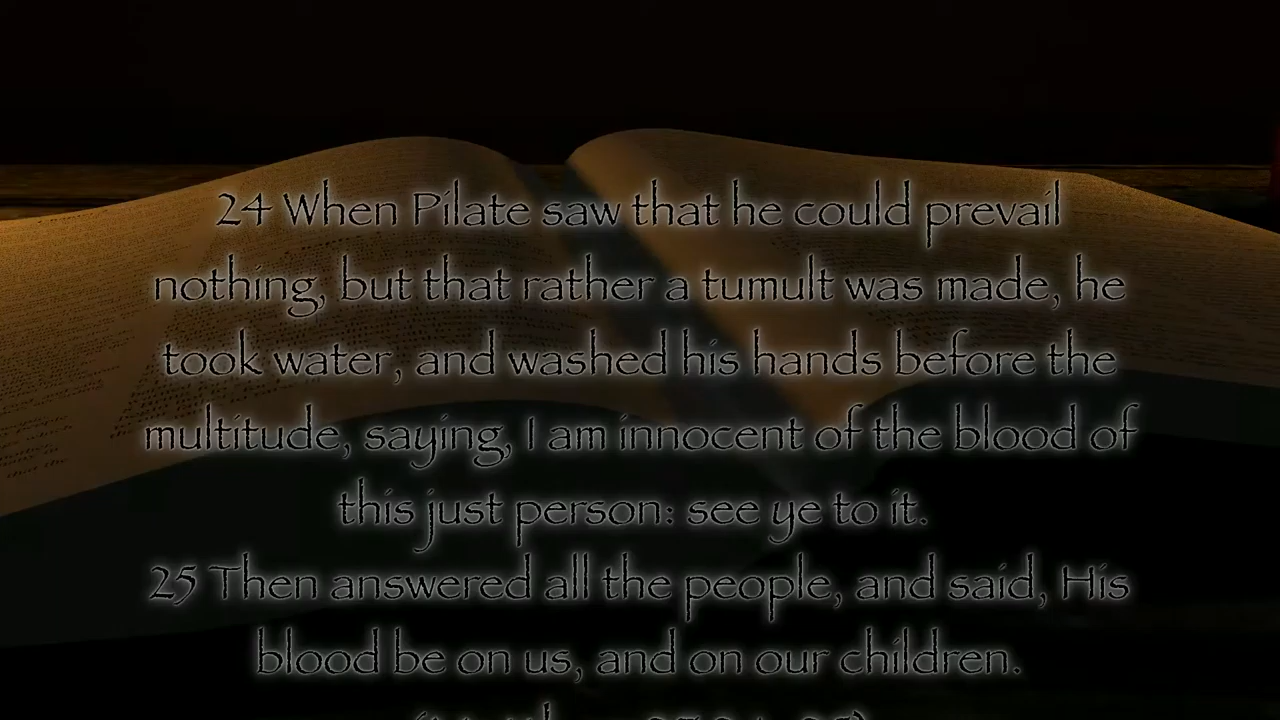 24 When Pilate saw that he could prevail
nothing, but that rather a tumult was made, he
took water, and washed his hands before the
multitude, saying, I am innocent of the blood of
this just person: see ye to it.
25 Then answered all the people, and said, His
blood be on us, and on our children.